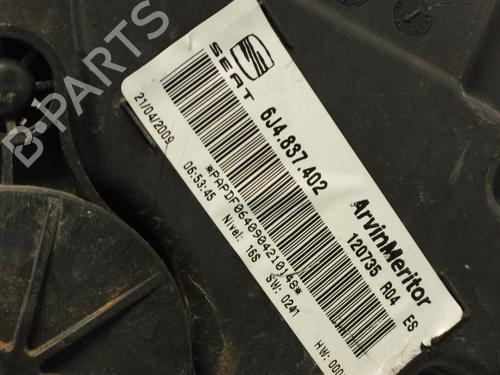 SEAT
6J4.837.402
ArvinMeritor
120735 R04 ES
21/04/2009
06:53:45
*PAPDF0640904210149*
Nivel: 16S SW: 0241
HW: 000
B-PARTS